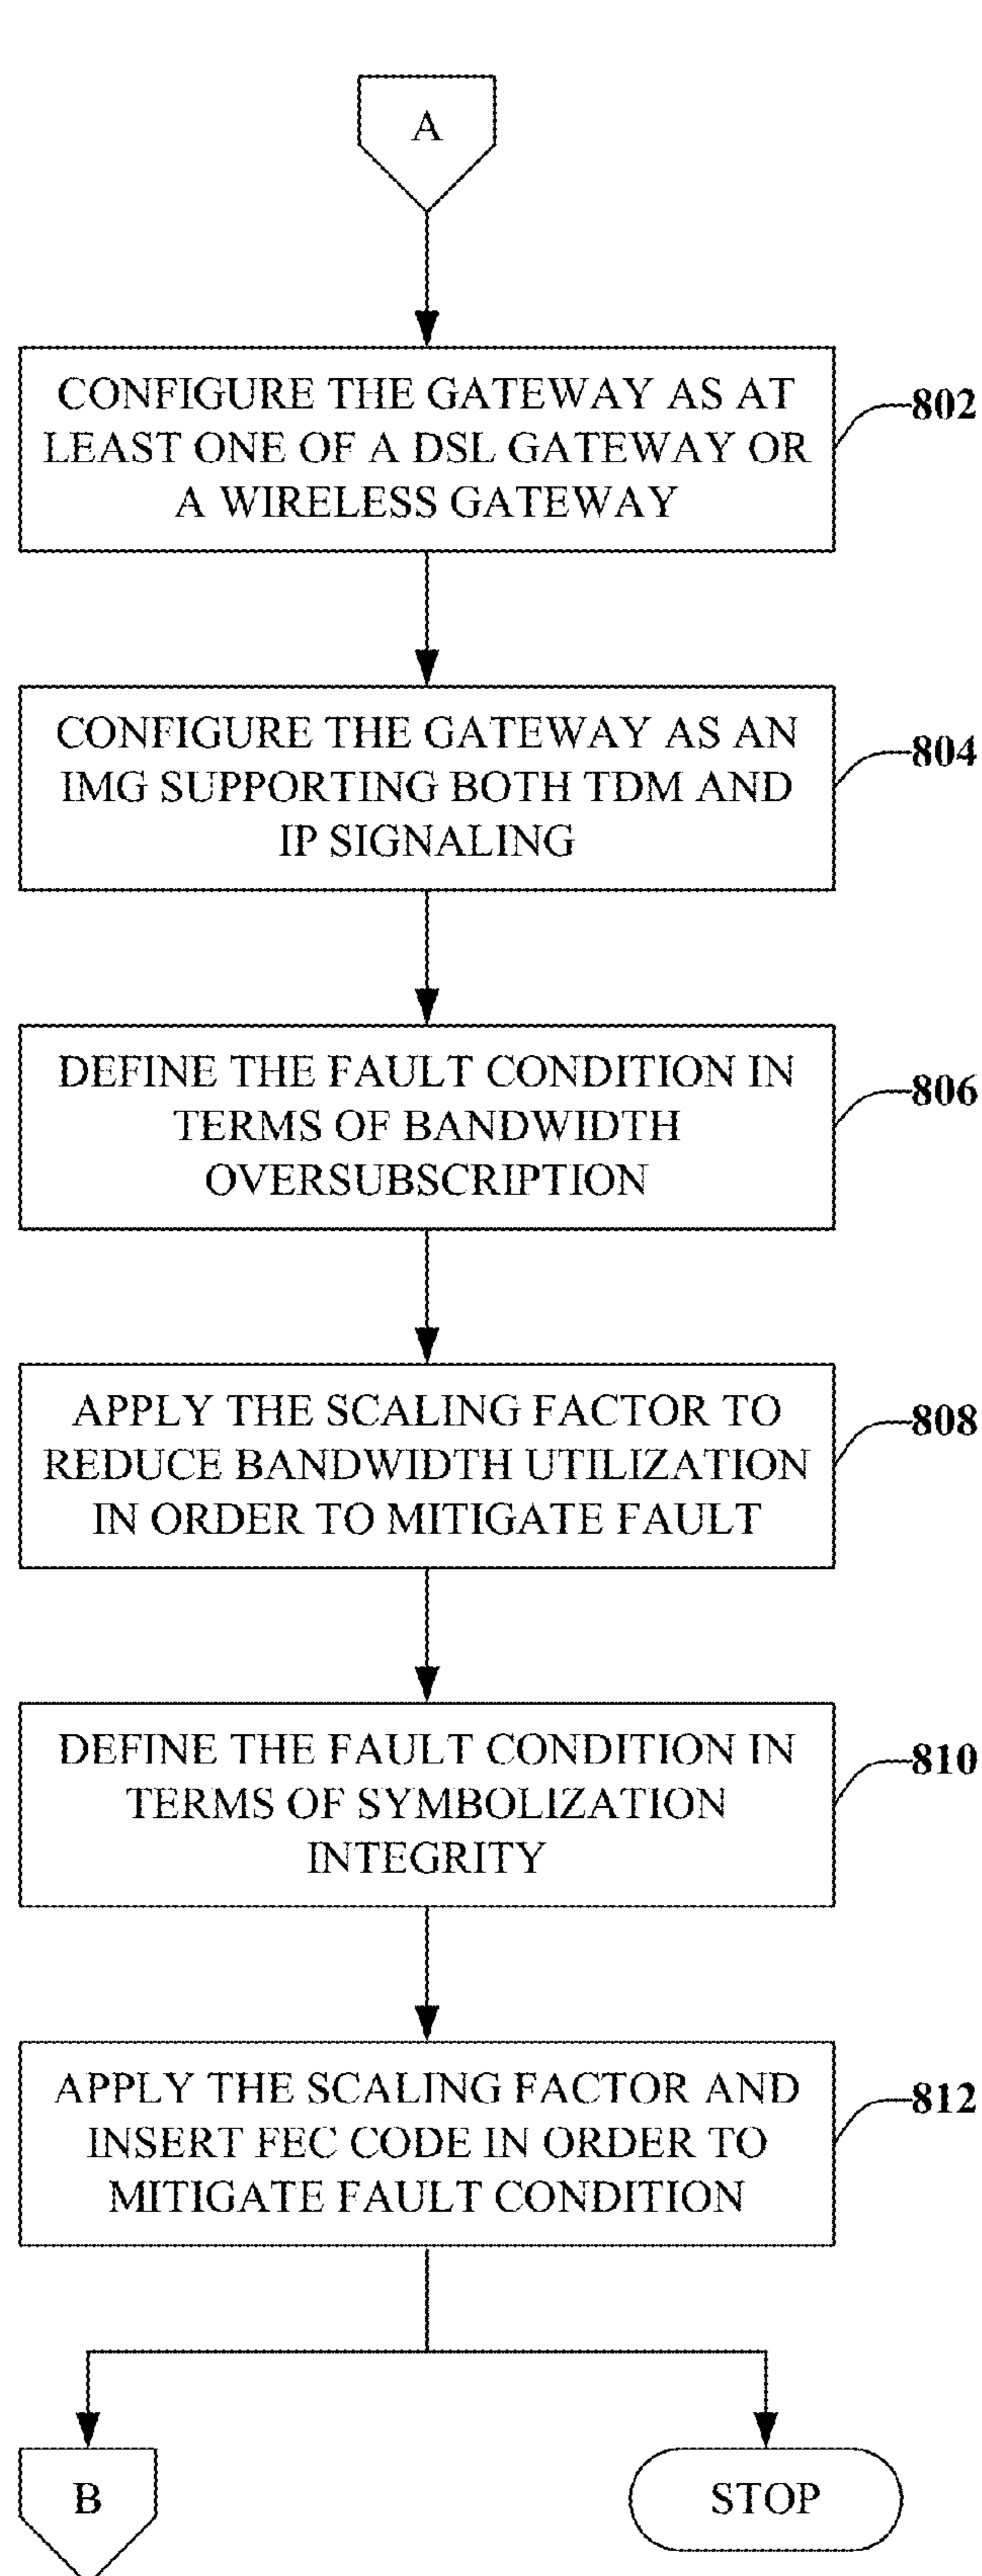 A
CONFIGURE THE GATEWAY AS AT
LEAST ONE OF A DSL GATEWAY OR
A WIRELESS GATEWAY
802
CONFIGURE THE GATEWAY AS AN
IMG SUPPORTING BOTH TDM AND
IP SIGNALING
804
DEFINE THE FAULT CONDITION IN
TERMS OF BANDWIDTH
OVERSUBSCRIPTION
806
APPLY THE SCALING FACTOR TO
REDUCE BANDWIDTH UTILIZATION
IN ORDER TO MITIGATE FAULT
808
DEFINE THE FAULT CONDITION IN
TERMS OF SYMBOLIZATION
INTEGRITY
810
APPLY THE SCALING FACTOR AND
INSERT FEC CODE IN ORDER TO
MITIGATE FAULT CONDITION
812
B
STOP